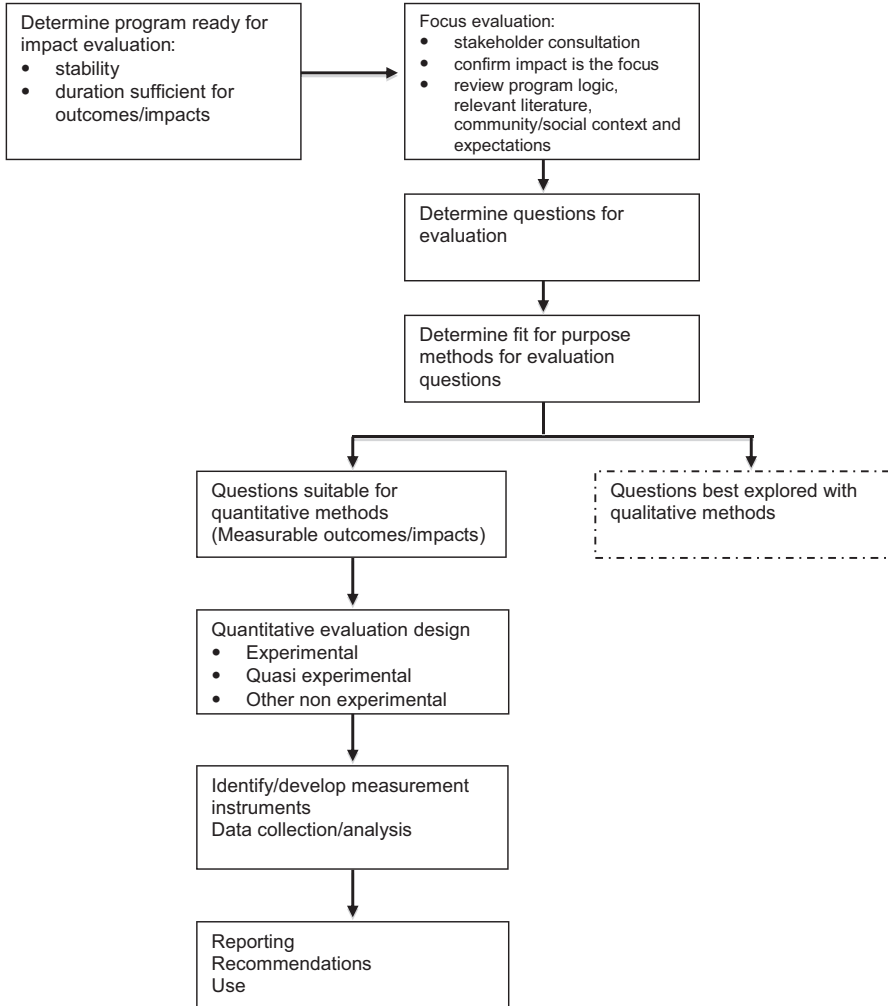 Determine program ready for
impact evaluation:
• stability
• duration sufficient for
outcomes/impacts
Focus evaluation:
• stakeholder consultation
• confirm impact is the focus
• review program logic,
relevant literature,
community/social context and
expectations
Determine questions for
evaluation
Determine fit for purpose
methods for evaluation
questions
Questions suitable for
quantitative methods
(Measurable outcomes/impacts)
Questions best explored with
qualitative methods
Quantitative evaluation design
• Experimental
• Quasi experimental
• Other non experimental
Identify/develop measurement
instruments
Data collection/analysis
Reporting
Recommendations
Use